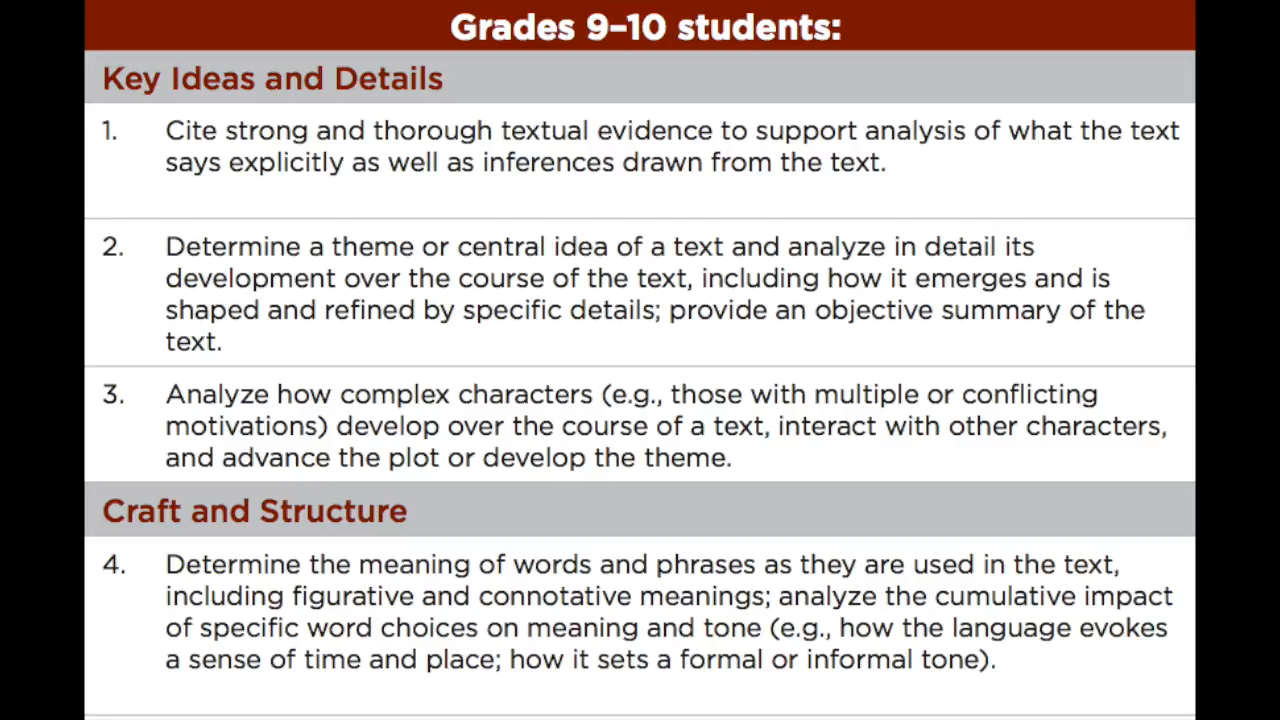 Grades 9–10 students:
Key Ideas and Details
1. Cite strong and thorough textual evidence to support analysis of what the text
says explicitly as well as inferences drawn from the text.
2. Determine a theme or central idea of a text and analyze in detail its
development over the course of the text, including how it emerges and is
shaped and refined by specific details; provide an objective summary of the
text.
3. Analyze how complex characters (e.g., those with multiple or conflicting
motivations) develop over the course of a text, interact with other characters,
and advance the plot or develop the theme.
Craft and Structure
4. Determine the meaning of words and phrases as they are used in the text,
including figurative and connotative meanings; analyze the cumulative impact
of specific word choices on meaning and tone (e.g., how the language evokes
a sense of time and place; how it sets a formal or informal tone).